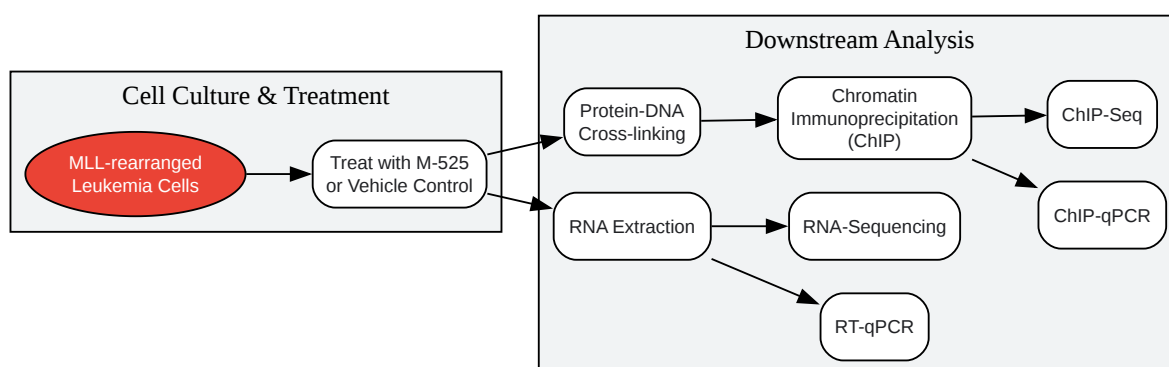 Cell Culture & Treatment
MLL-rearranged
Leukemia Cells
Treat with M-525
or Vehicle Control
Downstream Analysis
Protein-DNA
Cross-linking
Chromatin
Immunoprecipitation
(ChIP)
ChIP-Seq
ChIP-qPCR
RNA Extraction
RNA-Sequencing
RT-qPCR